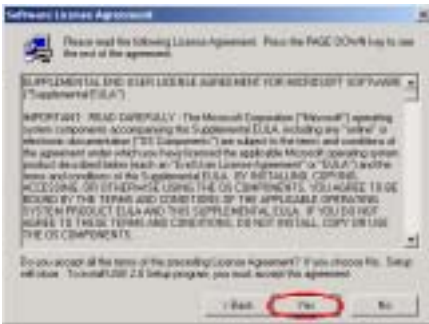 Software License Agreement
Please read the following License Agreement. Press the PAGE DOWN key to see
the rest of the agreement.
SUPPLEMENTAL END USER LICENSE AGREEMENT FOR MICROSOFT SOFTWARE
("Supplemental EULA")
IMPORTANT: READ CAREFULLY - The Microsoft Corporation ("Microsoft") operating
system components accompanying this Supplemental EULA, including any "online" or
electronic documentation ("OS Components") are subject to the terms and conditions of
the agreement under which you have licensed the applicable Microsoft operating system
product described below (each an "End User License Agreement" or "EULA") and the
terms and conditions of this Supplemental EULA. BY INSTALLING, COPYING,
ACCESSING, OR OTHERWISE USING THE OS COMPONENTS, YOU AGREE TO BE
BOUND BY THE TERMS AND CONDITIONS OF THE APPLICABLE OPERATING
SYSTEM PRODUCT EULA AND THIS SUPPLEMENTAL EULA. IF YOU DO NOT
AGREE TO THESE TERMS AND CONDITIONS, DO NOT INSTALL, COPY OR USE
THE OS COMPONENTS.
Do you accept all the terms of the preceding License Agreement? If you choose No, Setup
will close. To install USB 2.0 Setup program, you must accept this agreement.
< Back
Yes
No